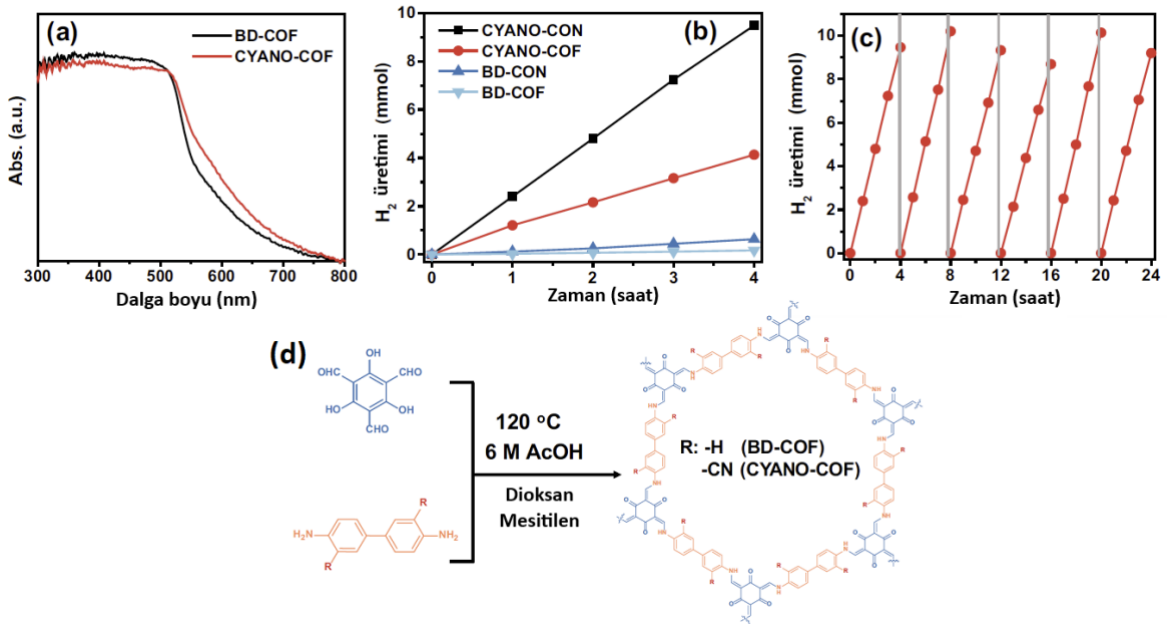 (a)
BD-COF
CYANO-COF
Abs. (a.u.)
300 400 500 600 700 800
Dalga boyu (nm)
(b)
CYANO-CON
CYANO-COF
BD-CON
BD-COF
H2 üretimi (mmol)
10
8
6
4
2
0
0 1 2 3 4
Zaman (saat)
(c)
H2 üretimi (mmol)
10
8
6
4
2
0
0 4 8 12 16 20 24
Zaman (saat)
(d)
OH
OHC CHO
HO OH
CHO
R
H2N NH2
R
120 °C
6 M AcOH
Dioksan
Mesitilen
R: -H (BD-COF)
-CN (CYANO-COF)